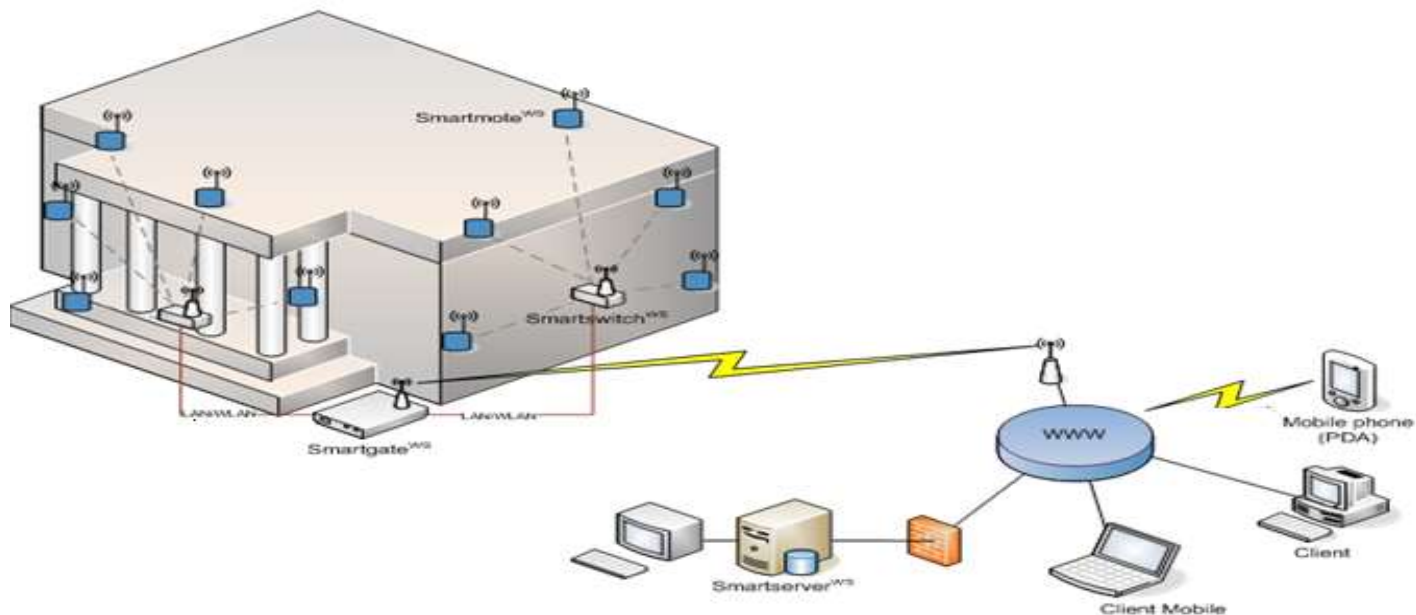 Smartmote^WS
Smartswitch^WS
LAN/WLAN
LAN/WLAN
Smartgate^WS
WWW
Mobile phone
(PDA)
Client
Smartserver^WS
Client Mobile